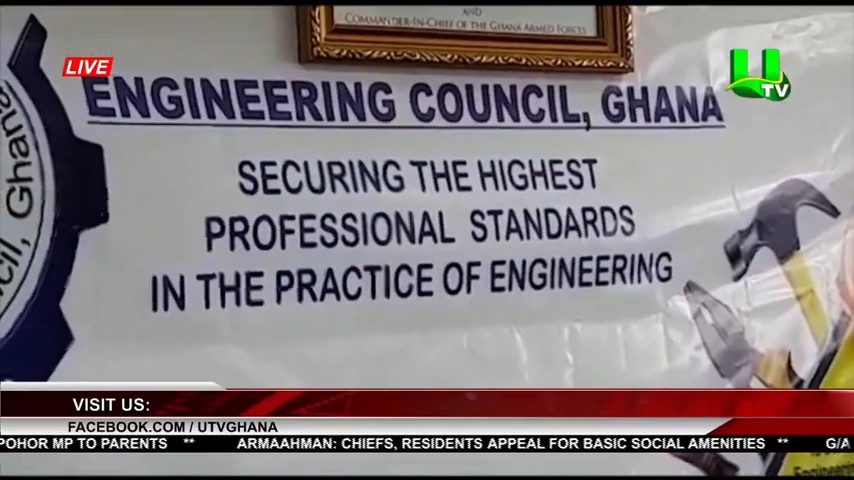 AND
COMMANDER-IN-CHIEF OF THE GHANA ARMED FORCES
LIVE
U
TV
ENGINEERING COUNCIL, GHANA
Ghana
SECURING THE HIGHEST
PROFESSIONAL STANDARDS
IN THE PRACTICE OF ENGINEERING
VISIT US:
FACEBOOK.COM / UTVGHANA
POHOR MP TO PARENTS ** ARMAAHMAN: CHIEFS, RESIDENTS APPEAL FOR BASIC SOCIAL AMENITIES ** G/A